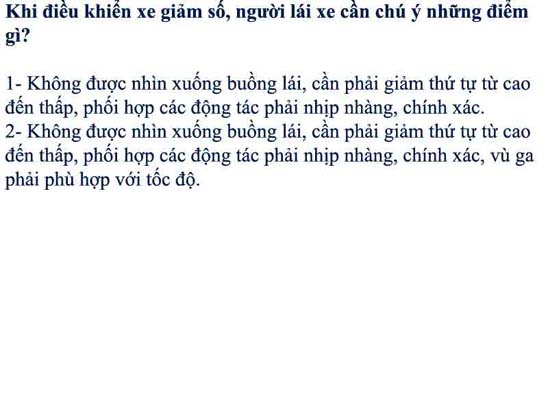 Khi điều khiển xe giảm số, người lái xe cần chú ý những điểm
gì?
1- Không được nhìn xuống buồng lái, cần phải giảm thứ tự từ cao
đến thấp, phối hợp các động tác phải nhịp nhàng, chính xác.
2- Không được nhìn xuống buồng lái, cần phải giảm thứ tự từ cao
đến thấp, phối hợp các động tác phải nhịp nhàng, chính xác, vù ga
phải phù hợp với tốc độ.